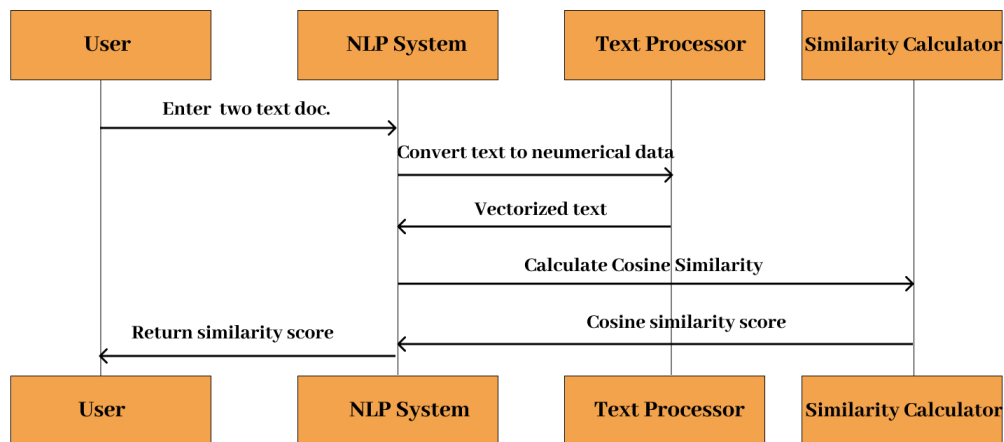 User
NLP System
Text Processor
Similarity Calculator
Enter two text doc.
Convert text to neumerical data
Vectorized text
Calculate Cosine Similarity
Cosine similarity score
Return similarity score
User
NLP System
Text Processor
Similarity Calculator